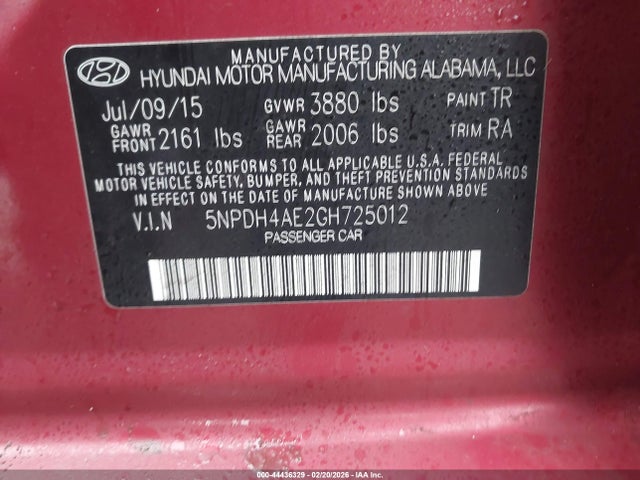 MANUFACTURED BY
HYUNDAI MOTOR MANUFACTURING ALABAMA, LLC
Jul/09/15 GVWR 3880 lbs PAINT TR
GAWR FRONT 2161 lbs GAWR REAR 2006 lbs TRIM RA
THIS VEHICLE CONFORMS TO ALL APPLICABLE U.S.A. FEDERAL
MOTOR VEHICLE SAFETY, BUMPER, AND THEFT PREVENTION STANDARDS
IN EFFECT ON THE DATE OF MANUFACTURE SHOWN ABOVE.
V.I.N 5NPDH4AE2GH725012
PASSENGER CAR
000-44436329 - 02/20/2026 - IAAI.COM